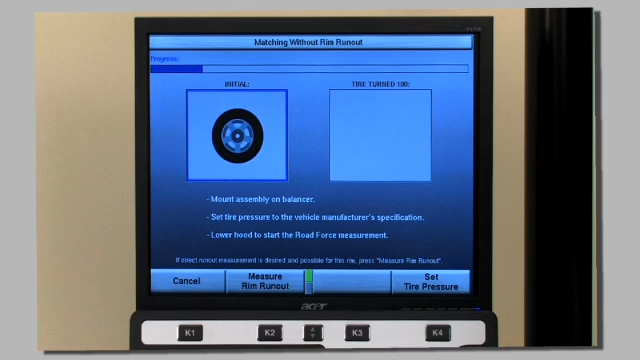 Matching Without Rim Runout
Progress:
INITIAL:
TIRE TURNED 180:
- Mount assembly on balancer.
- Set tire pressure to the vehicle manufacturer's specification.
- Lower hood to start the Road Force measurement.
If direct runout measurement is desired and possible for this rim, press "Measure Rim Runout".
Cancel
Measure
Rim Runout
Set
Tire Pressure
acer
K1
K2
K3
K4